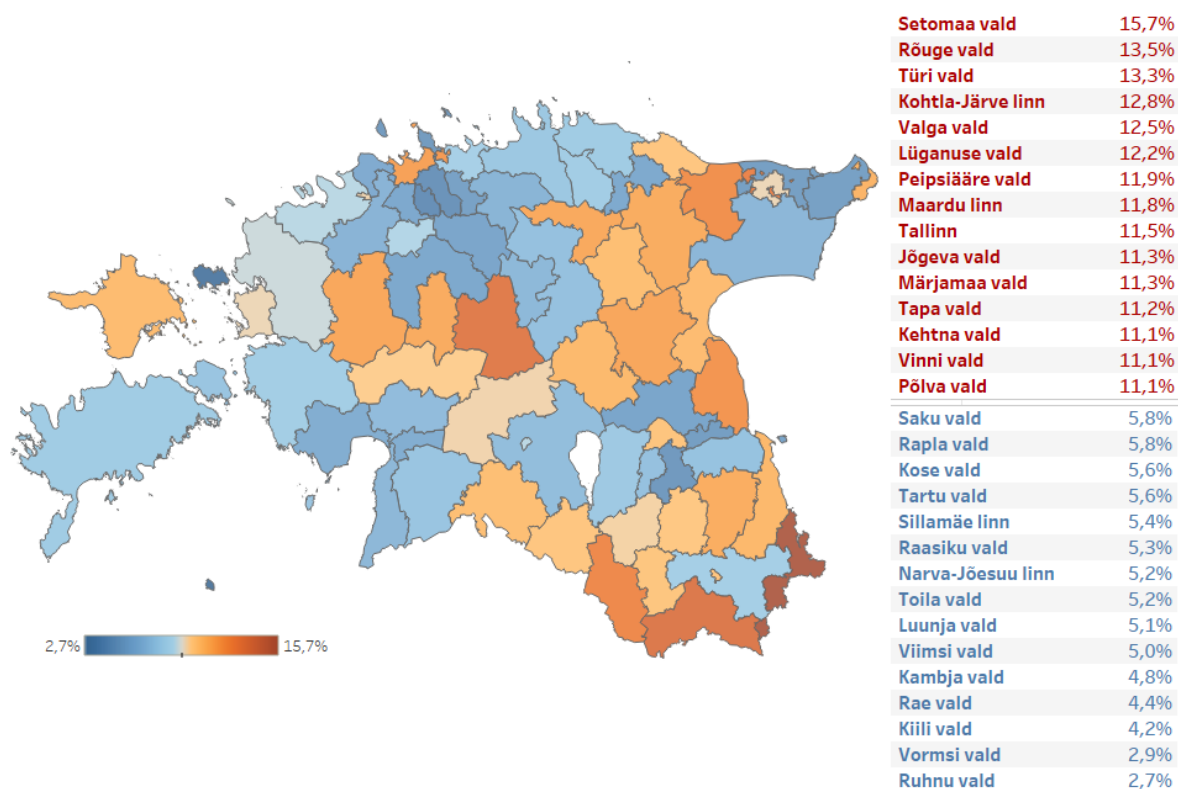 Setomaa vald 15,7%
Rõuge vald 13,5%
Türi vald 13,3%
Kohtla-Järve linn 12,8%
Valga vald 12,5%
Lüganuse vald 12,2%
Peipsiääre vald 11,9%
Maardu linn 11,8%
Tallinn 11,5%
Jõgeva vald 11,3%
Märjamaa vald 11,3%
Tapa vald 11,2%
Kehtna vald 11,1%
Vinni vald 11,1%
Põlva vald 11,1%
Saku vald 5,8%
Rapla vald 5,8%
Kose vald 5,6%
Tartu vald 5,6%
Sillamäe linn 5,4%
Raasiku vald 5,3%
Narva-Jõesuu linn 5,2%
Toila vald 5,2%
Luunja vald 5,1%
Viimsi vald 5,0%
Kambja vald 4,8%
Rae vald 4,4%
Kiili vald 4,2%
Vormsi vald 2,9%
Ruhnu vald 2,7%
2,7% 15,7%